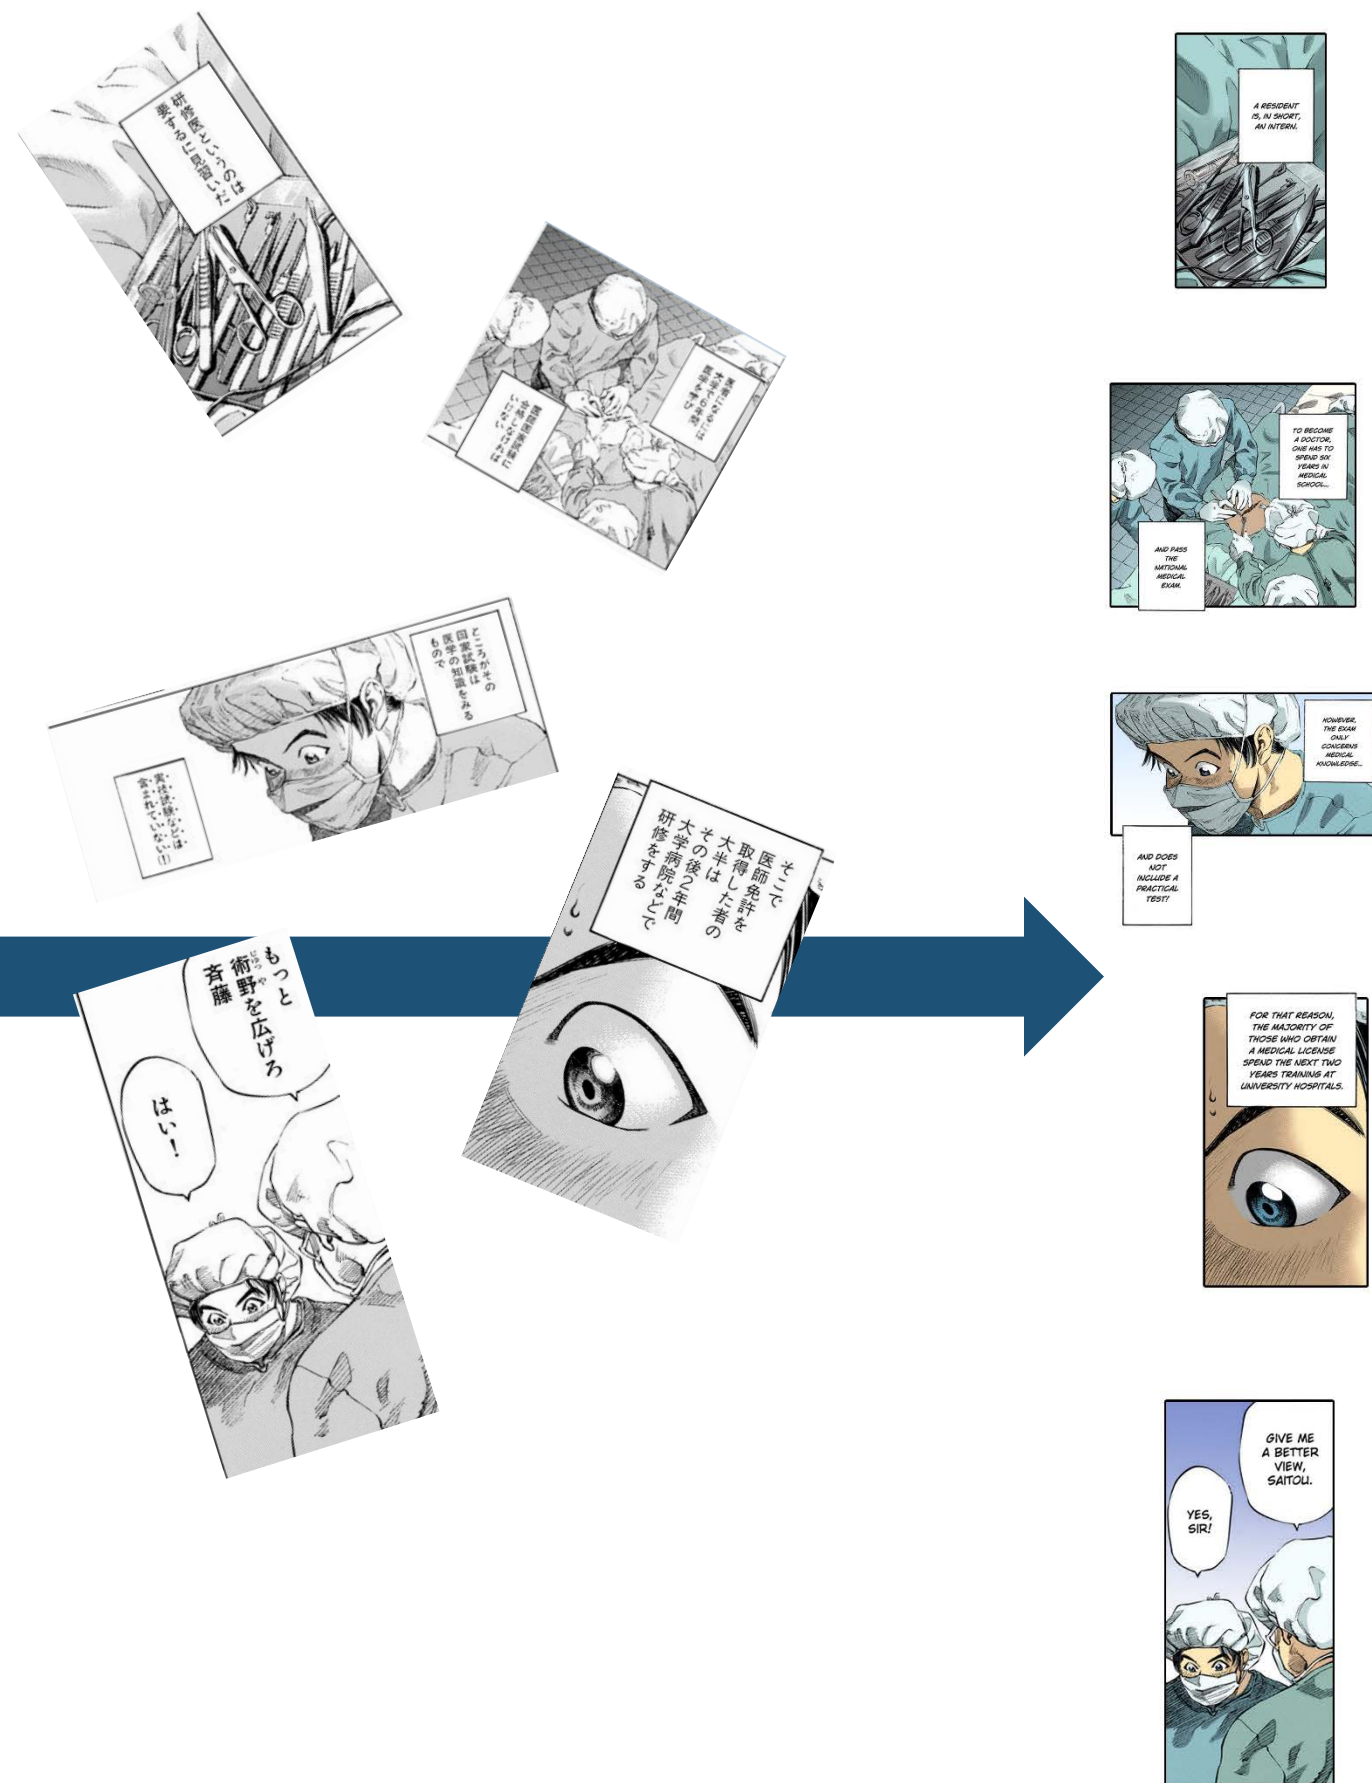 研修医というのは
要するに見習いだ
医者になるには
大学で6年間
医学を学び
医師国家試験に
合格しなければ
いけない
ところがその
国家試験は
医学の知識をみる
もので
実技試験などは
含まれていない(!)
そこで
医師免許を
取得した者の
大半は
その後2年間
大学病院などで
研修をする
もっと
術野を広げろ
じゅつや
斉藤
はい!
A RESIDENT
IS, IN SHORT,
AN INTERN.
TO BECOME
A DOCTOR,
ONE HAS TO
SPEND SIX
YEARS IN
MEDICAL
SCHOOL...
AND PASS
THE
NATIONAL
MEDICAL
EXAM.
HOWEVER,
THE EXAM
ONLY
CONCERNS
MEDICAL
KNOWLEDGE...
AND DOES
NOT
INCLUDE A
PRACTICAL
TEST!
FOR THAT REASON,
THE MAJORITY OF
THOSE WHO OBTAIN
A MEDICAL LICENSE
SPEND THE NEXT TWO
YEARS TRAINING AT
UNIVERSITY HOSPITALS.
GIVE ME
A BETTER
VIEW,
SAITOU.
YES,
SIR!